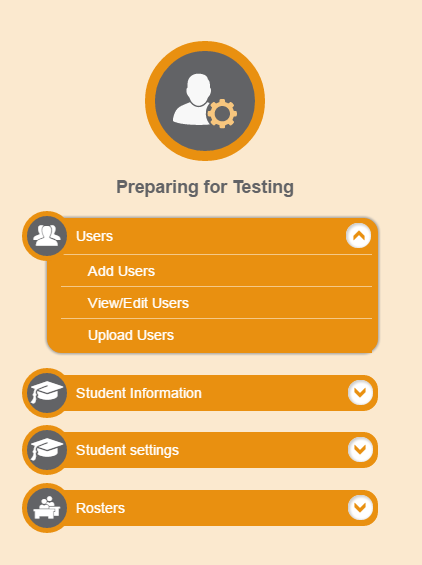 Preparing for Testing
Users
Add Users
View/Edit Users
Upload Users
Student Information
Student settings
Rosters